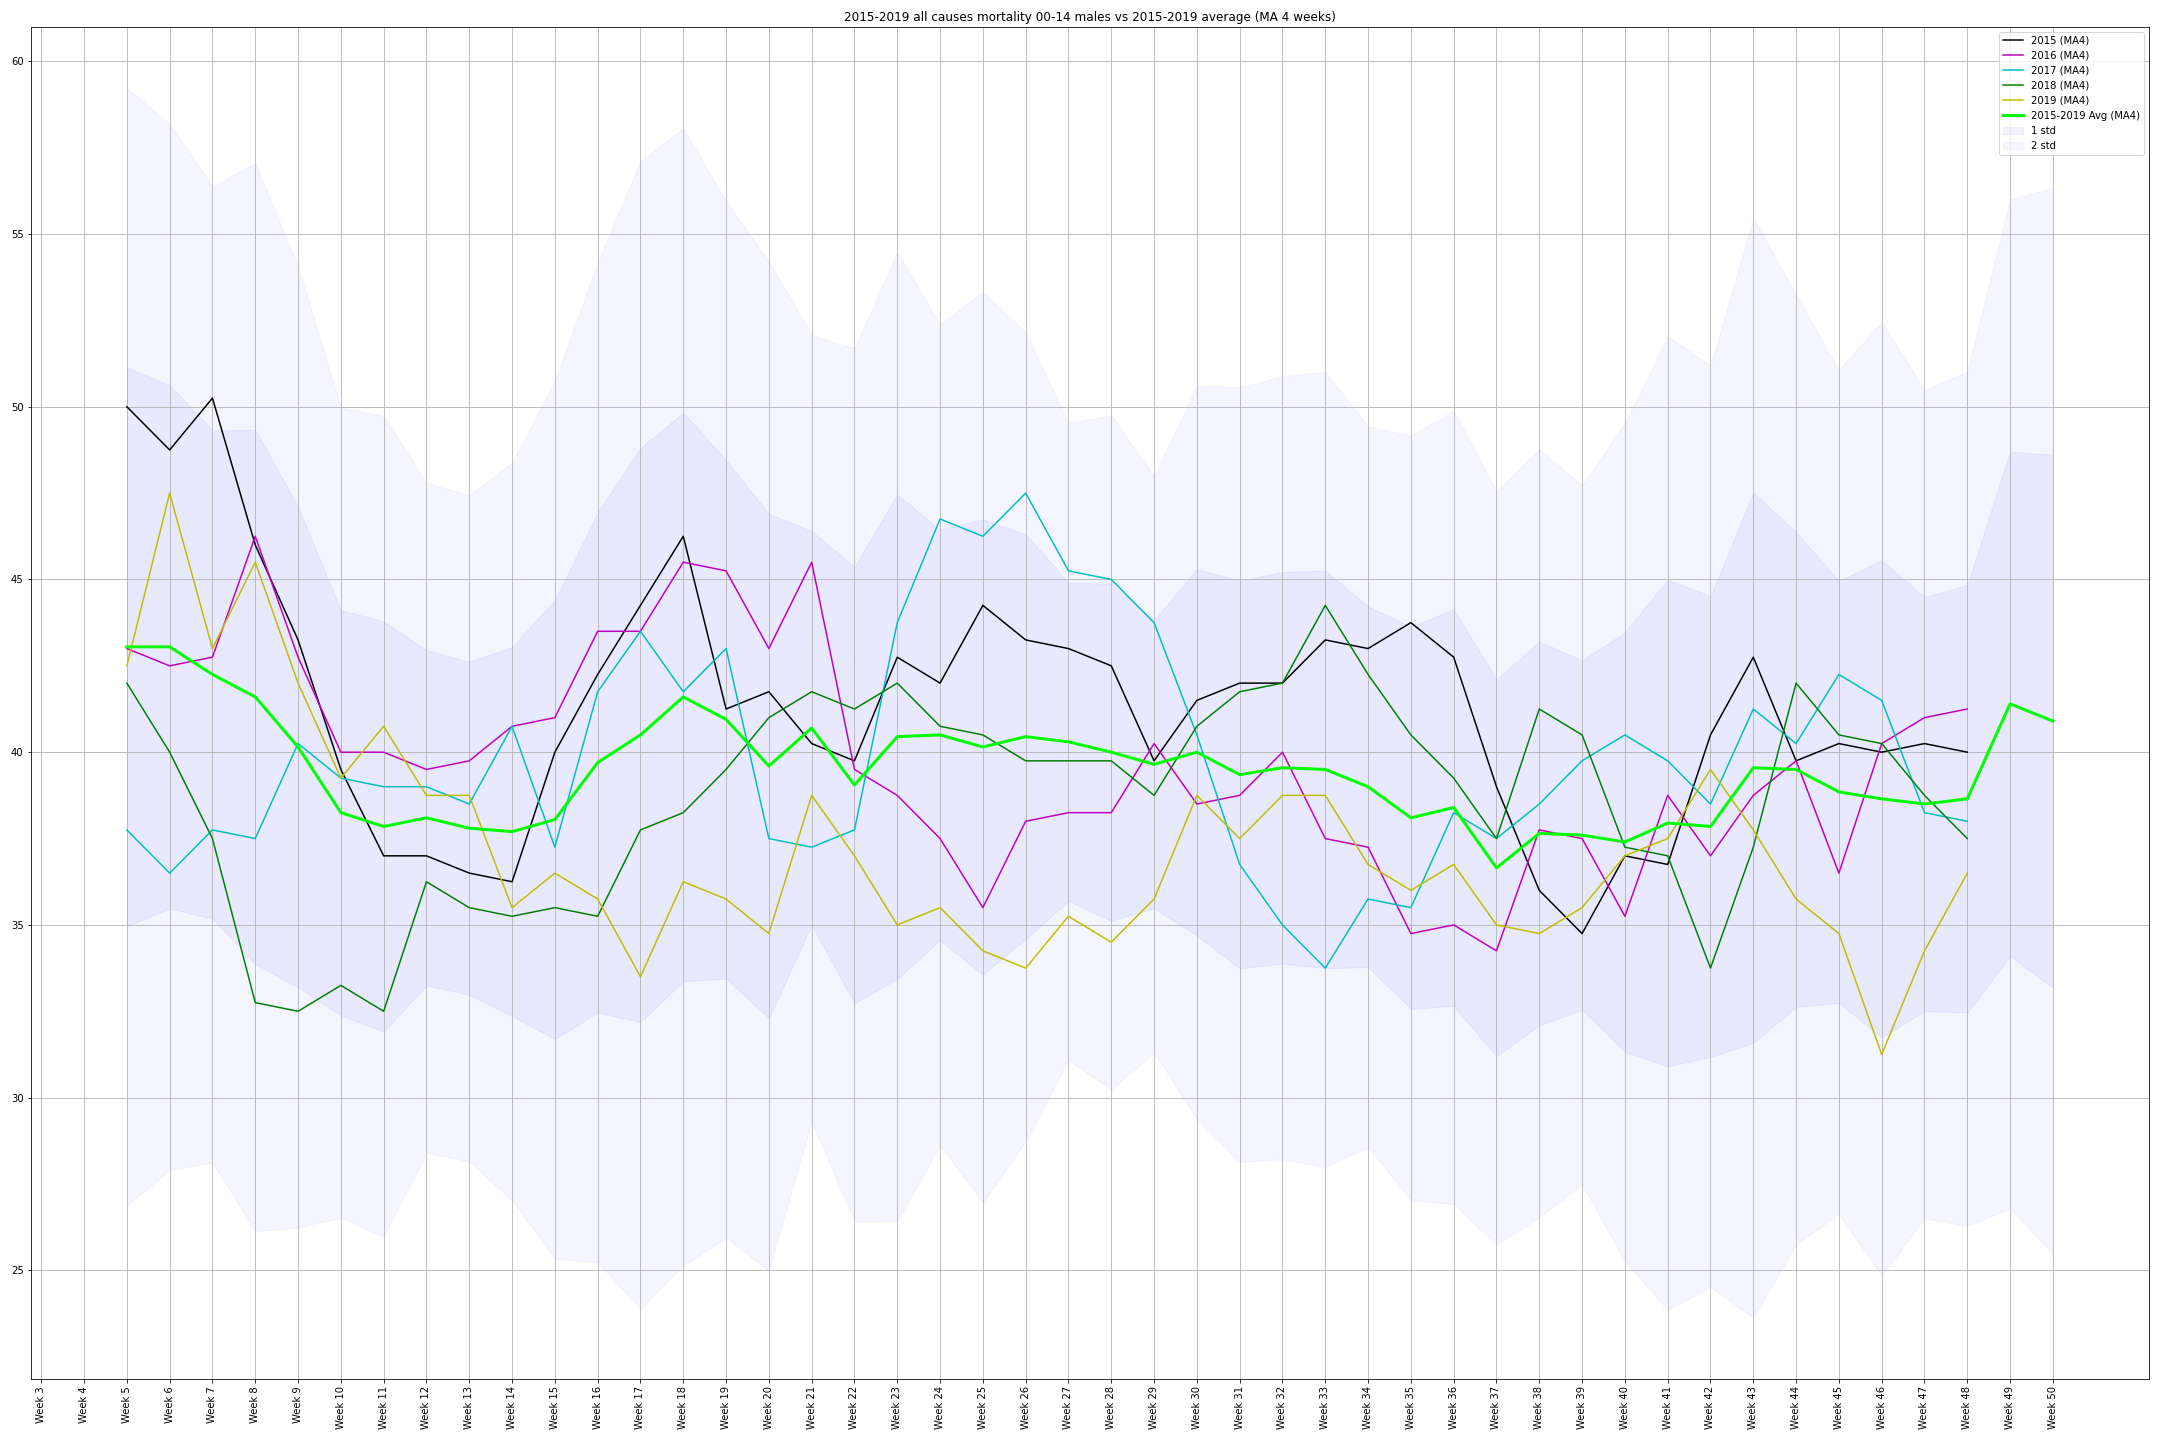 2015-2019 all causes mortality 00-14 males vs 2015-2019 average (MA 4 weeks)
2015 (MA4)
2016 (MA4)
2017 (MA4)
2018 (MA4)
2019 (MA4)
2015-2019 Avg (MA4)
1 std
2 std
60
55
50
45
40
35
30
25
Week 3
Week 4
Week 5
Week 6
Week 7
Week 8
Week 9
Week 10
Week 11
Week 12
Week 13
Week 14
Week 15
Week 16
Week 17
Week 18
Week 19
Week 20
Week 21
Week 22
Week 23
Week 24
Week 25
Week 26
Week 27
Week 28
Week 29
Week 30
Week 31
Week 32
Week 33
Week 34
Week 35
Week 36
Week 37
Week 38
Week 39
Week 40
Week 41
Week 42
Week 43
Week 44
Week 45
Week 46
Week 47
Week 48
Week 49
Week 50